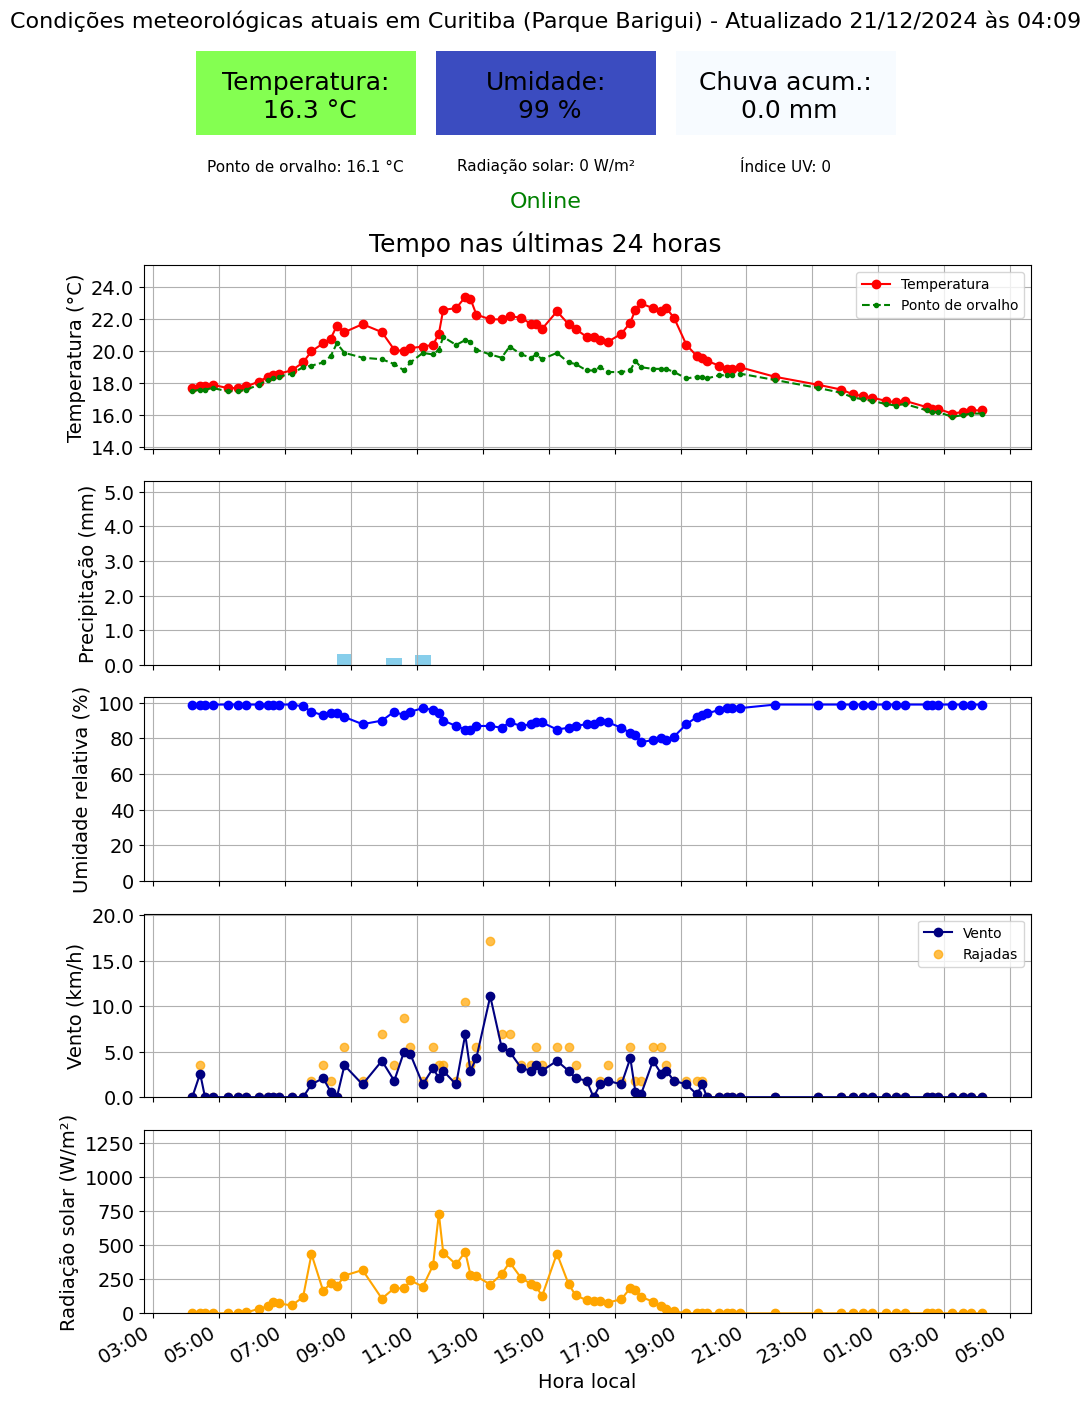 Condições meteorológicas atuais em Curitiba (Parque Barigui) - Atualizado 21/12/2024 às 04:09
Temperatura:
16.3 °C
Umidade:
99 %
Chuva acum.:
0.0 mm
Ponto de orvalho: 16.1 °C
Radiação solar: 0 W/m²
Índice UV: 0
Online
Tempo nas últimas 24 horas
Temperatura (°C)
24.0
22.0
20.0
18.0
16.0
14.0
Temperatura
Ponto de orvalho
Precipitação (mm)
5.0
4.0
3.0
2.0
1.0
0.0
Umidade relativa (%)
100
80
60
40
20
0
Vento (km/h)
20.0
15.0
10.0
5.0
0.0
Vento
Rajadas
Radiação solar (W/m²)
1250
1000
750
500
250
0
03:00
05:00
07:00
09:00
11:00
13:00
15:00
17:00
19:00
21:00
23:00
01:00
03:00
05:00
Hora local